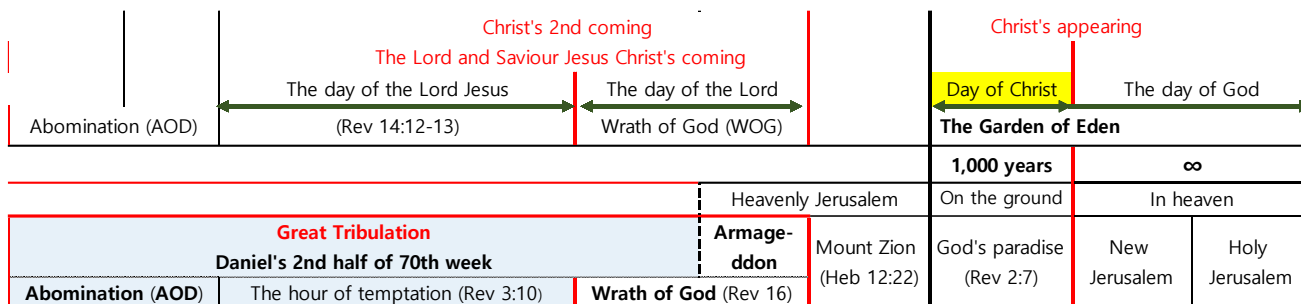 Christ's 2nd coming
Christ's appearing
The Lord and Saviour Jesus Christ's coming
The day of the Lord Jesus
The day of the Lord
Day of Christ
The day of God
Abomination (AOD)
(Rev 14:12-13)
Wrath of God (WOG)
The Garden of Eden
1,000 years
∞
Heavenly Jerusalem
On the ground
In heaven
Great Tribulation
Daniel's 2nd half of 70th week
Armage-
ddon
Mount Zion
(Heb 12:22)
God's paradise
(Rev 2:7)
New
Jerusalem
Holy
Jerusalem
Abomination (AOD)
The hour of temptation (Rev 3:10)
Wrath of God (Rev 16)